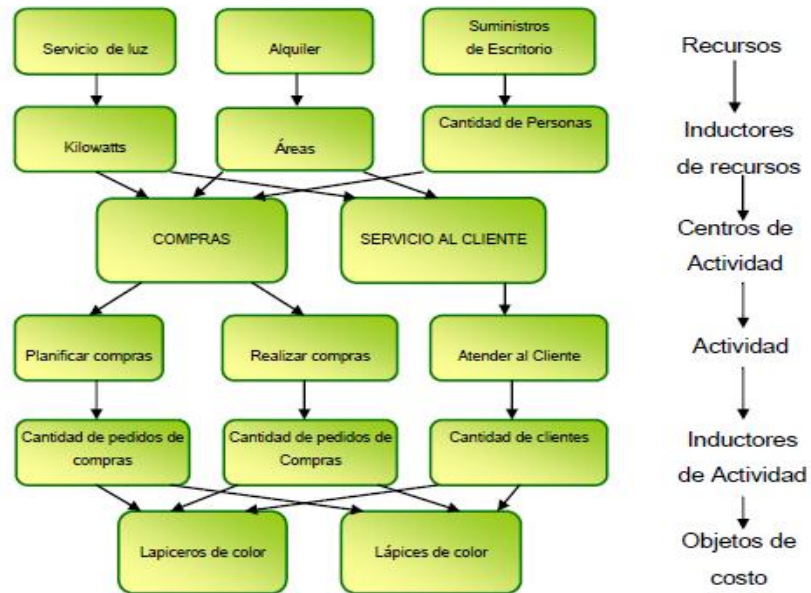 Servicio de luz
Alquiler
Suministros
de Escritorio
Recursos
Kilowatts
Áreas
Cantidad de Personas
Inductores
de recursos
COMPRAS
SERVICIO AL CLIENTE
Centros de
Actividad
Planificar compras
Realizar compras
Atender al Cliente
Actividad
Cantidad de pedidos de
compras
Cantidad de pedidos de
Compras
Cantidad de clientes
Inductores
de Actividad
Lapiceros de color
Lápices de color
Objetos de
costo